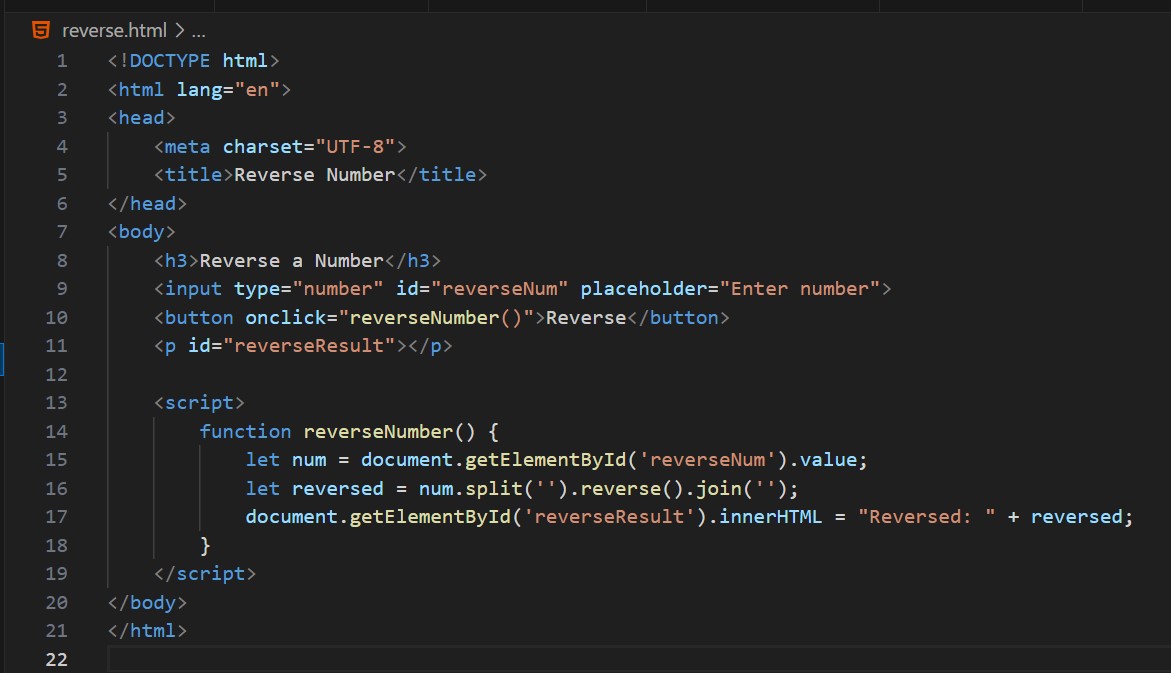 reverse.html > ...
1 <!DOCTYPE html>
2 <html lang="en">
3 <head>
4     <meta charset="UTF-8">
5     <title>Reverse Number</title>
6 </head>
7 <body>
8     <h3>Reverse a Number</h3>
9     <input type="number" id="reverseNum" placeholder="Enter number">
10     <button onclick="reverseNumber()">Reverse</button>
11     <p id="reverseResult"></p>
12
13     <script>
14         function reverseNumber() {
15             let num = document.getElementById('reverseNum').value;
16             let reversed = num.split('').reverse().join('');
17             document.getElementById('reverseResult').innerHTML = "Reversed: " + reversed;
18         }
19     </script>
20 </body>
21 </html>
22